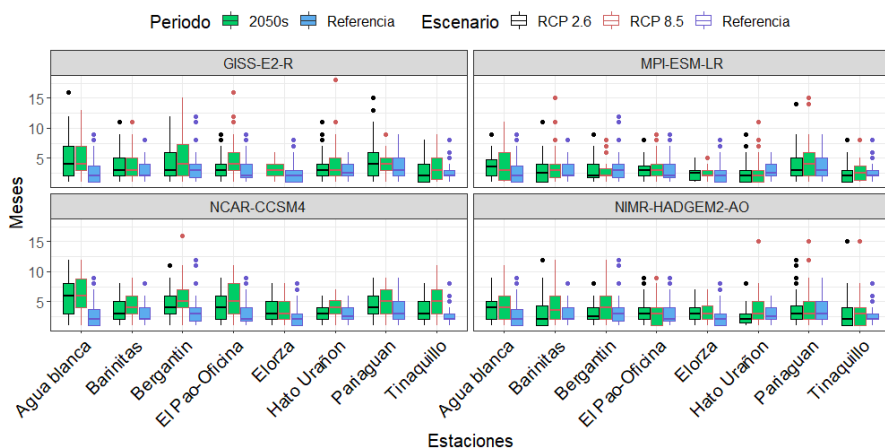 Periodo 2050s Referencia Escenario RCP 2.6 RCP 8.5 Referencia
GISS-E2-R MPI-ESM-LR
15
10
5
NCAR-CCSM4 NIMR-HADGEM2-AO
15
10
5
Meses
Agua blanca Barinitas Bergantin El Pao-Oficina Elorza Hato Urañon Pariaguan Tinaquillo Agua blanca Barinitas Bergantin El Pao-Oficina Elorza Hato Urañon Pariaguan Tinaquillo
Estaciones